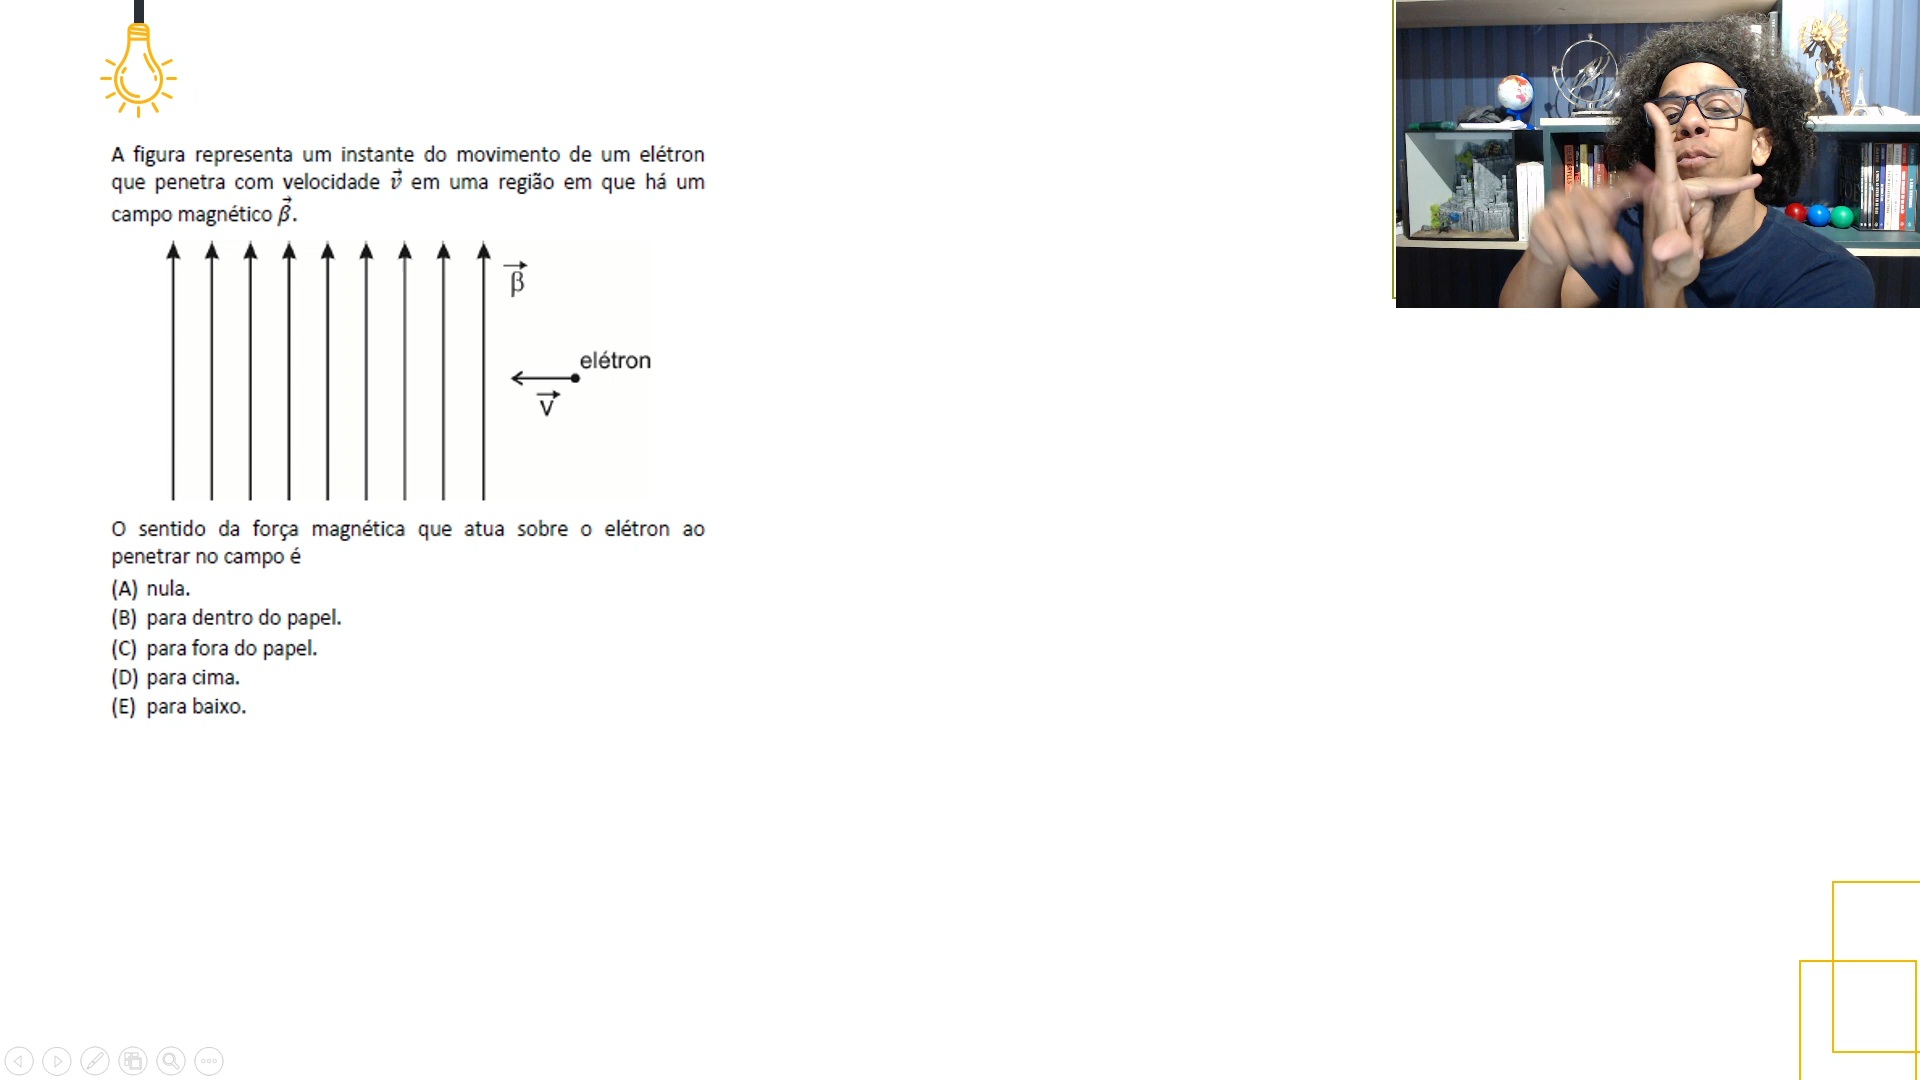 A figura representa um instante do movimento de um elétron
que penetra com velocidade v⃗ em uma região em que há um
campo magnético β⃗.
β⃗
elétron
v⃗
O sentido da força magnética que atua sobre o elétron ao
penetrar no campo é
(A) nula.
(B) para dentro do papel.
(C) para fora do papel.
(D) para cima.
(E) para baixo.